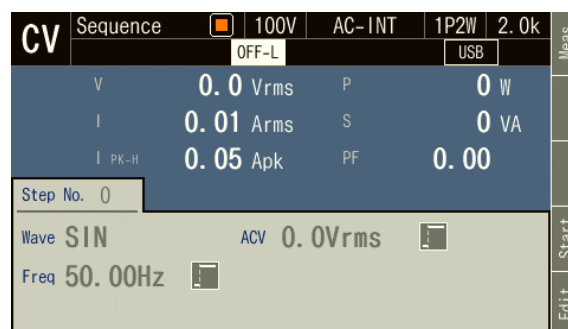 CV Sequence 100V AC-INT 1P2W 2.0k
OFF-L USB
V 0.0 Vrms P 0 W
I 0.01 Arms S 0 VA
I PK-H 0.05 Apk PF 0.00
Step No. 0
Wave SIN ACV 0.0Vrms
Freq 50.00Hz
Meas
Start
Edit